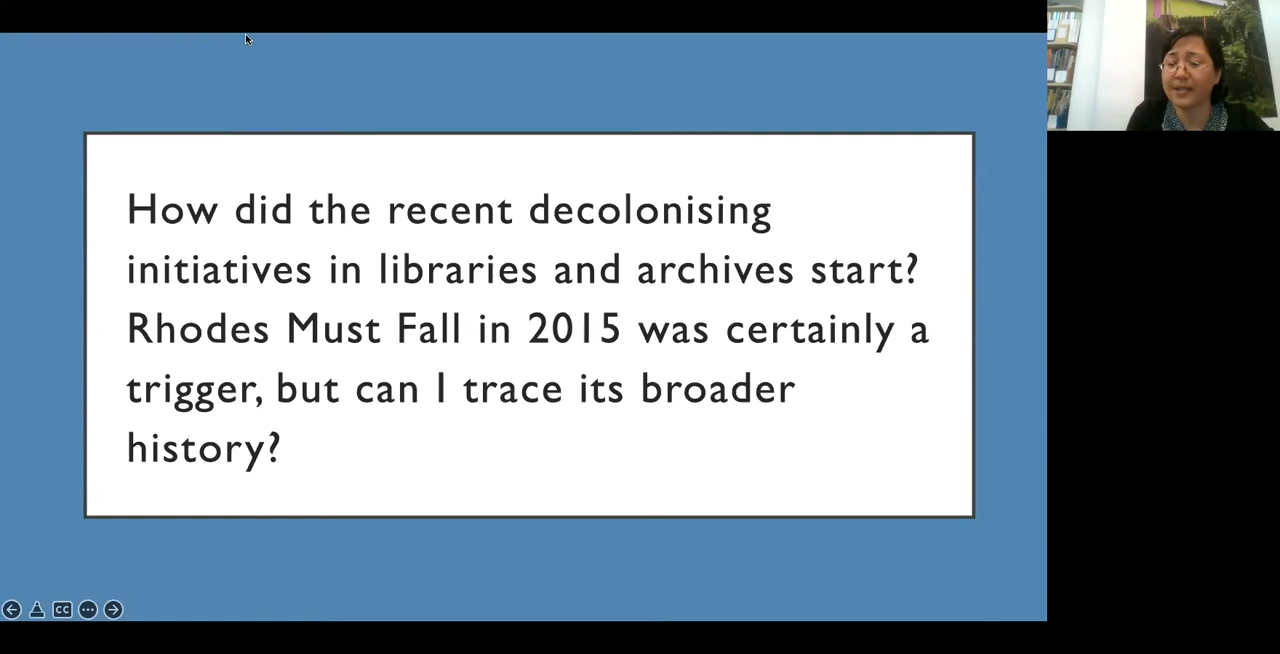 How did the recent decolonising
initiatives in libraries and archives start?
Rhodes Must Fall in 2015 was certainly a
trigger, but can I trace its broader
history?
CC